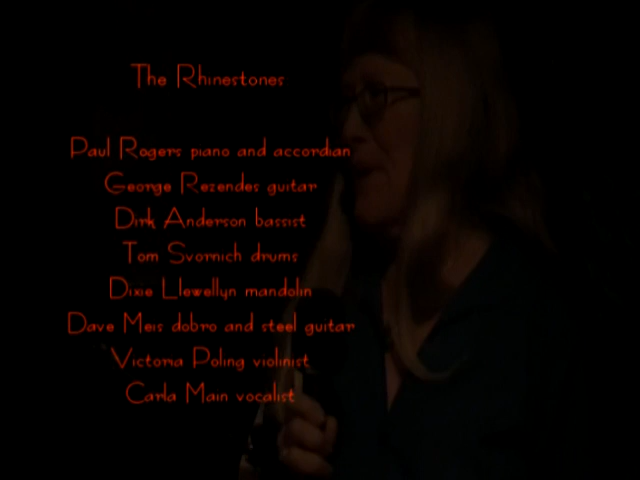 The Rhinestones
Paul Rogers piano and accordian
George Rezendes guitar
Dirk Anderson bassist
Tom Svornich drums
Dixie Llewellyn mandolin
Dave Meis dobro and steel guitar
Victoria Poling violinist
Carla Main vocalist